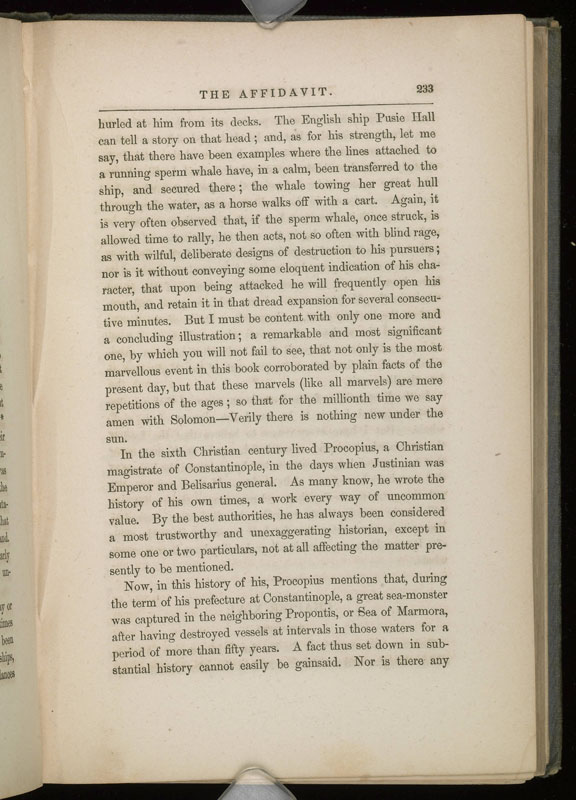 THE AFFIDAVIT. 233
hurled at him from its decks. The English ship Pusie Hall
can tell a story on that head; and, as for his strength, let me
say, that there have been examples where the lines attached to
a running sperm whale have, in a calm, been transferred to the
ship, and secured there; the whale towing her great hull
through the water, as a horse walks off with a cart. Again, it
is very often observed that, if the sperm whale, once struck, is
allowed time to rally, he then acts, not so often with blind rage,
as with wilful, deliberate designs of destruction to his pursuers;
nor is it without conveying some eloquent indication of his cha-
racter, that upon being attacked he will frequently open his
mouth, and retain it in that dread expansion for several consecu-
tive minutes. But I must be content with only one more and
a concluding illustration; a remarkable and most significant
one, by which you will not fail to see, that not only is the most
marvellous event in this book corroborated by plain facts of the
present day, but that these marvels (like all marvels) are mere
repetitions of the ages; so that for the millionth time we say
amen with Solomon—Verily there is nothing new under the
sun.
In the sixth Christian century lived Procopius, a Christian
magistrate of Constantinople, in the days when Justinian was
Emperor and Belisarius general. As many know, he wrote the
history of his own times, a work every way of uncommon
value. By the best authorities, he has always been considered
a most trustworthy and unexaggerating historian, except in
some one or two particulars, not at all affecting the matter pre-
sently to be mentioned.
Now, in this history of his, Procopius mentions that, during
the term of his prefecture at Constantinople, a great sea-monster
was captured in the neighboring Propontis, or Sea of Marmora,
after having destroyed vessels at intervals in those waters for a
period of more than fifty years. A fact thus set down in sub-
stantial history cannot easily be gainsaid. Nor is there any